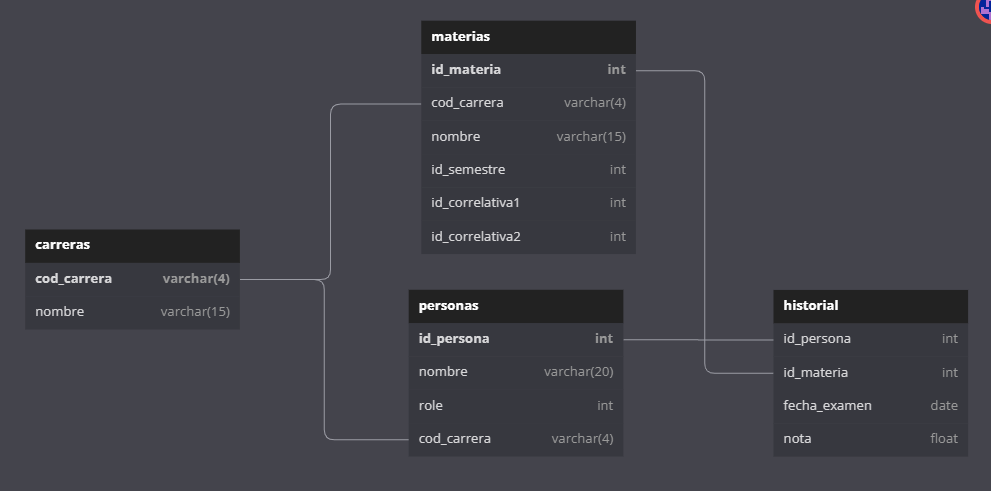 materias
id_materia int
cod_carrera varchar(4)
nombre varchar(15)
id_semestre int
id_correlativa1 int
id_correlativa2 int
carreras
cod_carrera varchar(4)
nombre varchar(15)
personas
id_persona int
nombre varchar(20)
role int
cod_carrera varchar(4)
historial
id_persona int
id_materia int
fecha_examen date
nota float